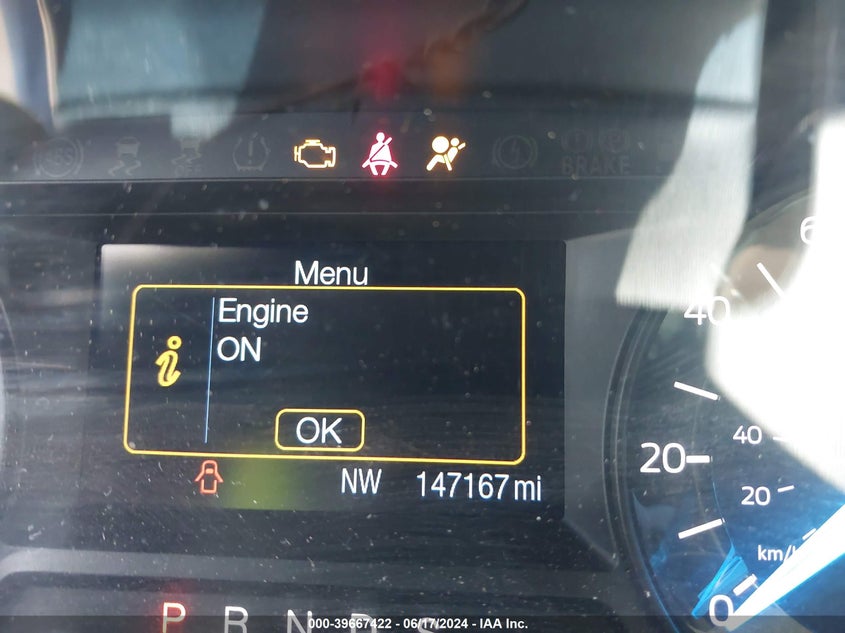 BRAKE
Menu
Engine
ON
OK
NW 147167 mi
60
40
20
0
40
20
km/h
P R N D S
000-39667422 - 06/17/2024 - IAA Inc.